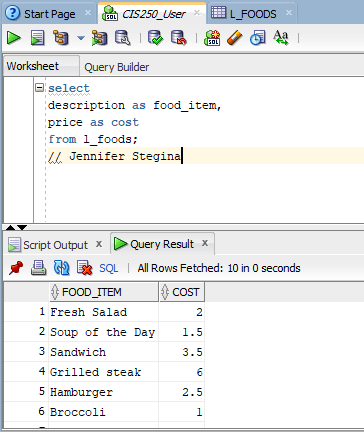 Start Page CIS250_User L_FOODS
Worksheet Query Builder
select
description as food_item,
price as cost
from l_foods;
// Jennifer Stegina
Script Output x Query Result x
SQL | All Rows Fetched: 10 in 0 seconds
FOOD_ITEM COST
1 Fresh Salad 2
2 Soup of the Day 1.5
3 Sandwich 3.5
4 Grilled steak 6
5 Hamburger 2.5
6 Broccoli 1